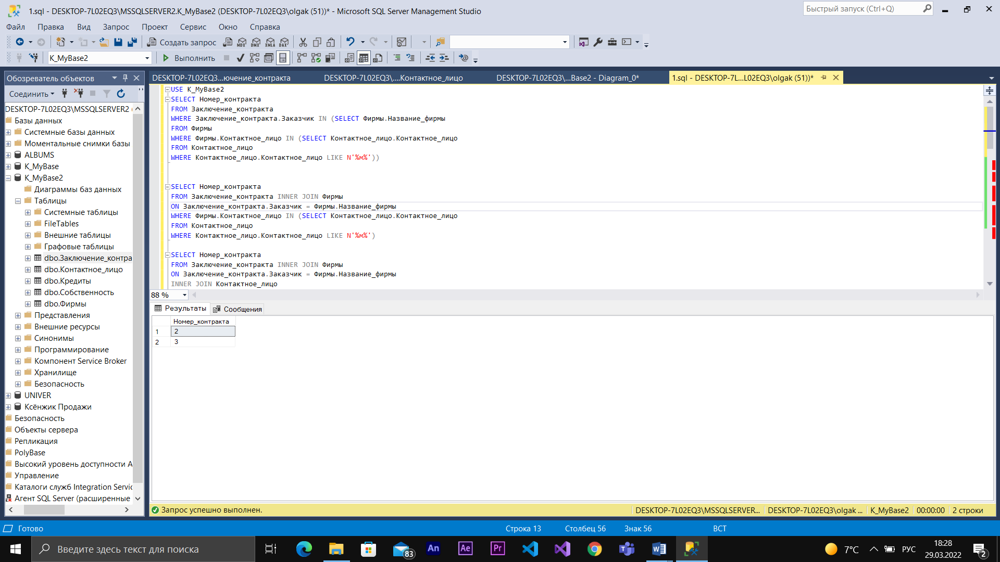 1.sql - DESKTOP-7L02EQ3\MSSQLSERVER2.K_MyBase2 (DESKTOP-7L02EQ3\olgak (51))* - Microsoft SQL Server Management Studio
Быстрый запуск (Ctrl+Q)
Файл Правка Вид Запрос Проект Сервис Окно Справка
Создать запрос MDX DMX XMLA DAX
K_MyBase2 Выполнить
Обозреватель объектов
Соединить
DESKTOP-7L02EQ3\MSSQLSERVER2 (
Базы данных
Системные базы данных
Моментальные снимки базы
ALBUMS
K_MyBase
K_MyBase2
Диаграммы баз данных
Таблицы
Системные таблицы
FileTables
Внешние таблицы
Графовые таблицы
dbo.Заключение_контра
dbo.Контактное_лицо
dbo.Кредиты
dbo.Собственность
dbo.Фирмы
Представления
Внешние ресурсы
Синонимы
Программирование
Компонент Service Broker
Хранилище
Безопасность
UNIVER
Ксёнжик Продажи
Безопасность
Объекты сервера
Репликация
PolyBase
Высокий уровень доступности A
Управление
Каталоги служб Integration Servic
Агент SQL Server (расширенные
DESKTOP-7L02EQ3...ючение_контракта DESKTOP-7L02EQ3\....Контактное_лицо DESKTOP-7L02EQ3\...Base2 - Diagram_0* 1.sql - DESKTOP-7L...L02EQ3\olgak (51))*
USE K_MyBase2
SELECT Номер_контракта
FROM Заключение_контракта
WHERE Заключение_контракта.Заказчик IN (SELECT Фирмы.Название_фирмы
FROM Фирмы
WHERE Фирмы.Контактное_лицо IN (SELECT Контактное_лицо.Контактное_лицо
FROM Контактное_лицо
WHERE Контактное_лицо.Контактное_лицо LIKE N'%м%'))
SELECT Номер_контракта
FROM Заключение_контракта INNER JOIN Фирмы
ON Заключение_контракта.Заказчик = Фирмы.Название_фирмы
WHERE Фирмы.Контактное_лицо IN (SELECT Контактное_лицо.Контактное_лицо
FROM Контактное_лицо
WHERE Контактное_лицо.Контактное_лицо LIKE N'%м%')
SELECT Номер_контракта
FROM Заключение_контракта INNER JOIN Фирмы
ON Заключение_контракта.Заказчик = Фирмы.Название_фирмы
INNER JOIN Контактное_лицо
88 %
Результаты Сообщения
Номер_контракта
1 2
2 3
Запрос успешно выполнен. DESKTOP-7L02EQ3\MSSQLSERVER... DESKTOP-7L02EQ3\olgak ... K_MyBase2 00:00:00 2 строки
Готово Строка 13 Столбец 56 Знак 56 ВСТ
Введите здесь текст для поиска
83
An
Ae
Pr
7°C
РУС
18:28
29.03.2022
2